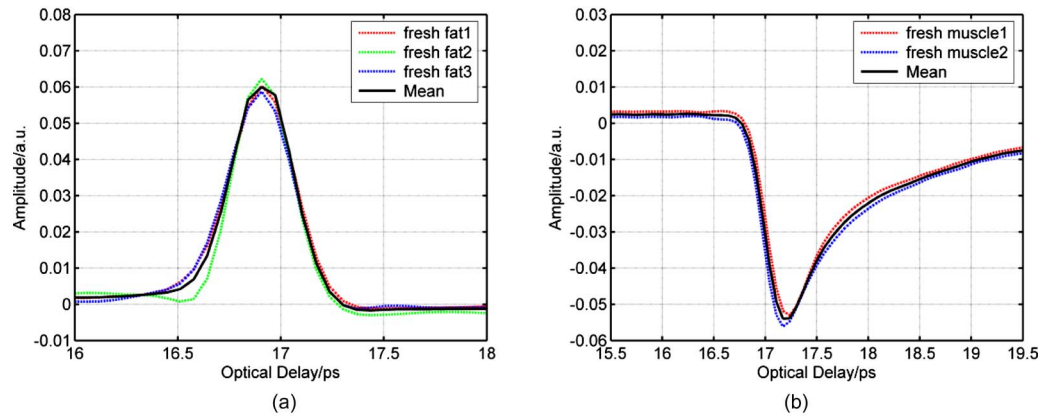 fresh fat1
fresh fat2
fresh fat3
Mean
0.08
0.07
0.06
0.05
0.04
0.03
0.02
0.01
0
-0.01
Amplitude/a.u.
16
16.5
17
17.5
18
Optical Delay/ps
(a)
fresh muscle1
fresh muscle2
Mean
0.03
0.02
0.01
0
-0.01
-0.02
-0.03
-0.04
-0.05
-0.06
Amplitude/a.u.
15.5
16
16.5
17
17.5
18
18.5
19
19.5
Optical Delay/ps
(b)